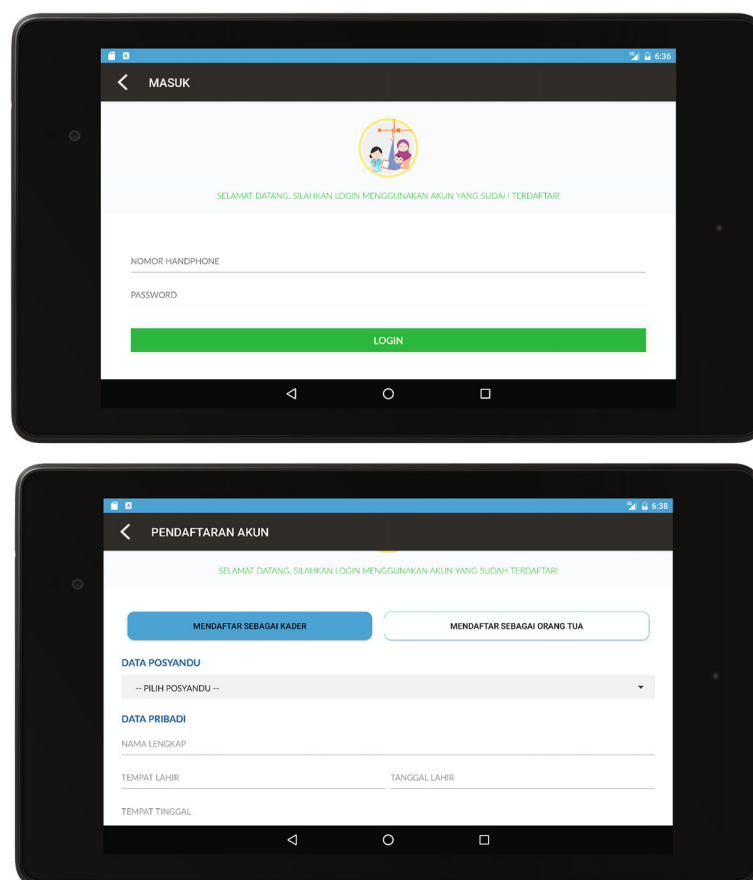 6:36
MASUK
SELAMAT DATANG, SILAHKAN LOGIN MENGGUNAKAN AKUN YANG SUDAH TERDAFTAR!
NOMOR HANDPHONE
PASSWORD
LOGIN
6:38
PENDAFTARAN AKUN
SELAMAT DATANG, SILAHKAN LOGIN MENGGUNAKAN AKUN YANG SUDAH TERDAFTAR!
MENDAFTAR SEBAGAI KADER
MENDAFTAR SEBAGAI ORANG TUA
DATA POSYANDU
-- PILIH POSYANDU --
DATA PRIBADI
NAMA LENGKAP
TEMPAT LAHIR
TANGGAL LAHIR
TEMPAT TINGGAL